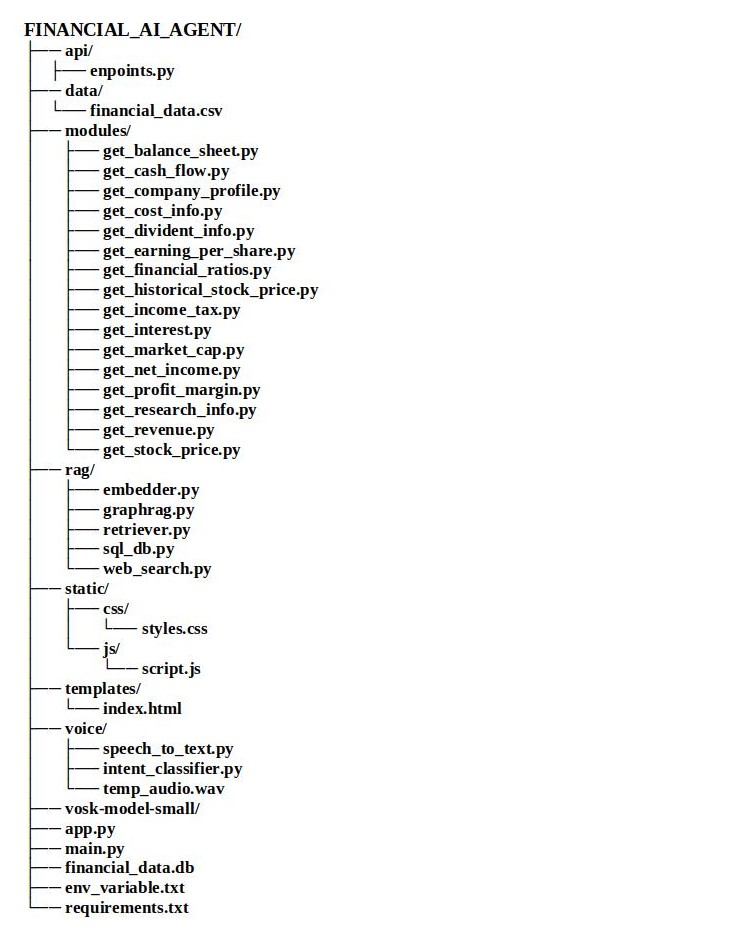 FINANCIAL_AI_AGENT/
├── api/
│   ├── enpoints.py
├── data/
│   └── financial_data.csv
├── modules/
│   ├── get_balance_sheet.py
│   ├── get_cash_flow.py
│   ├── get_company_profile.py
│   ├── get_cost_info.py
│   ├── get_divident_info.py
│   ├── get_earning_per_share.py
│   ├── get_financial_ratios.py
│   ├── get_historical_stock_price.py
│   ├── get_income_tax.py
│   ├── get_interest.py
│   ├── get_market_cap.py
│   ├── get_net_income.py
│   ├── get_profit_margin.py
│   ├── get_research_info.py
│   ├── get_revenue.py
│   └── get_stock_price.py
├── rag/
│   ├── embedder.py
│   ├── graphrag.py
│   ├── retriever.py
│   ├── sql_db.py
│   └── web_search.py
├── static/
│   ├── css/
│   │   └── styles.css
│   └── js/
│       └── script.js
├── templates/
│   └── index.html
├── voice/
│   ├── speech_to_text.py
│   ├── intent_classifier.py
│   └── temp_audio.wav
├── vosk-model-small/
├── app.py
├── main.py
├── financial_data.db
├── env_variable.txt
└── requirements.txt